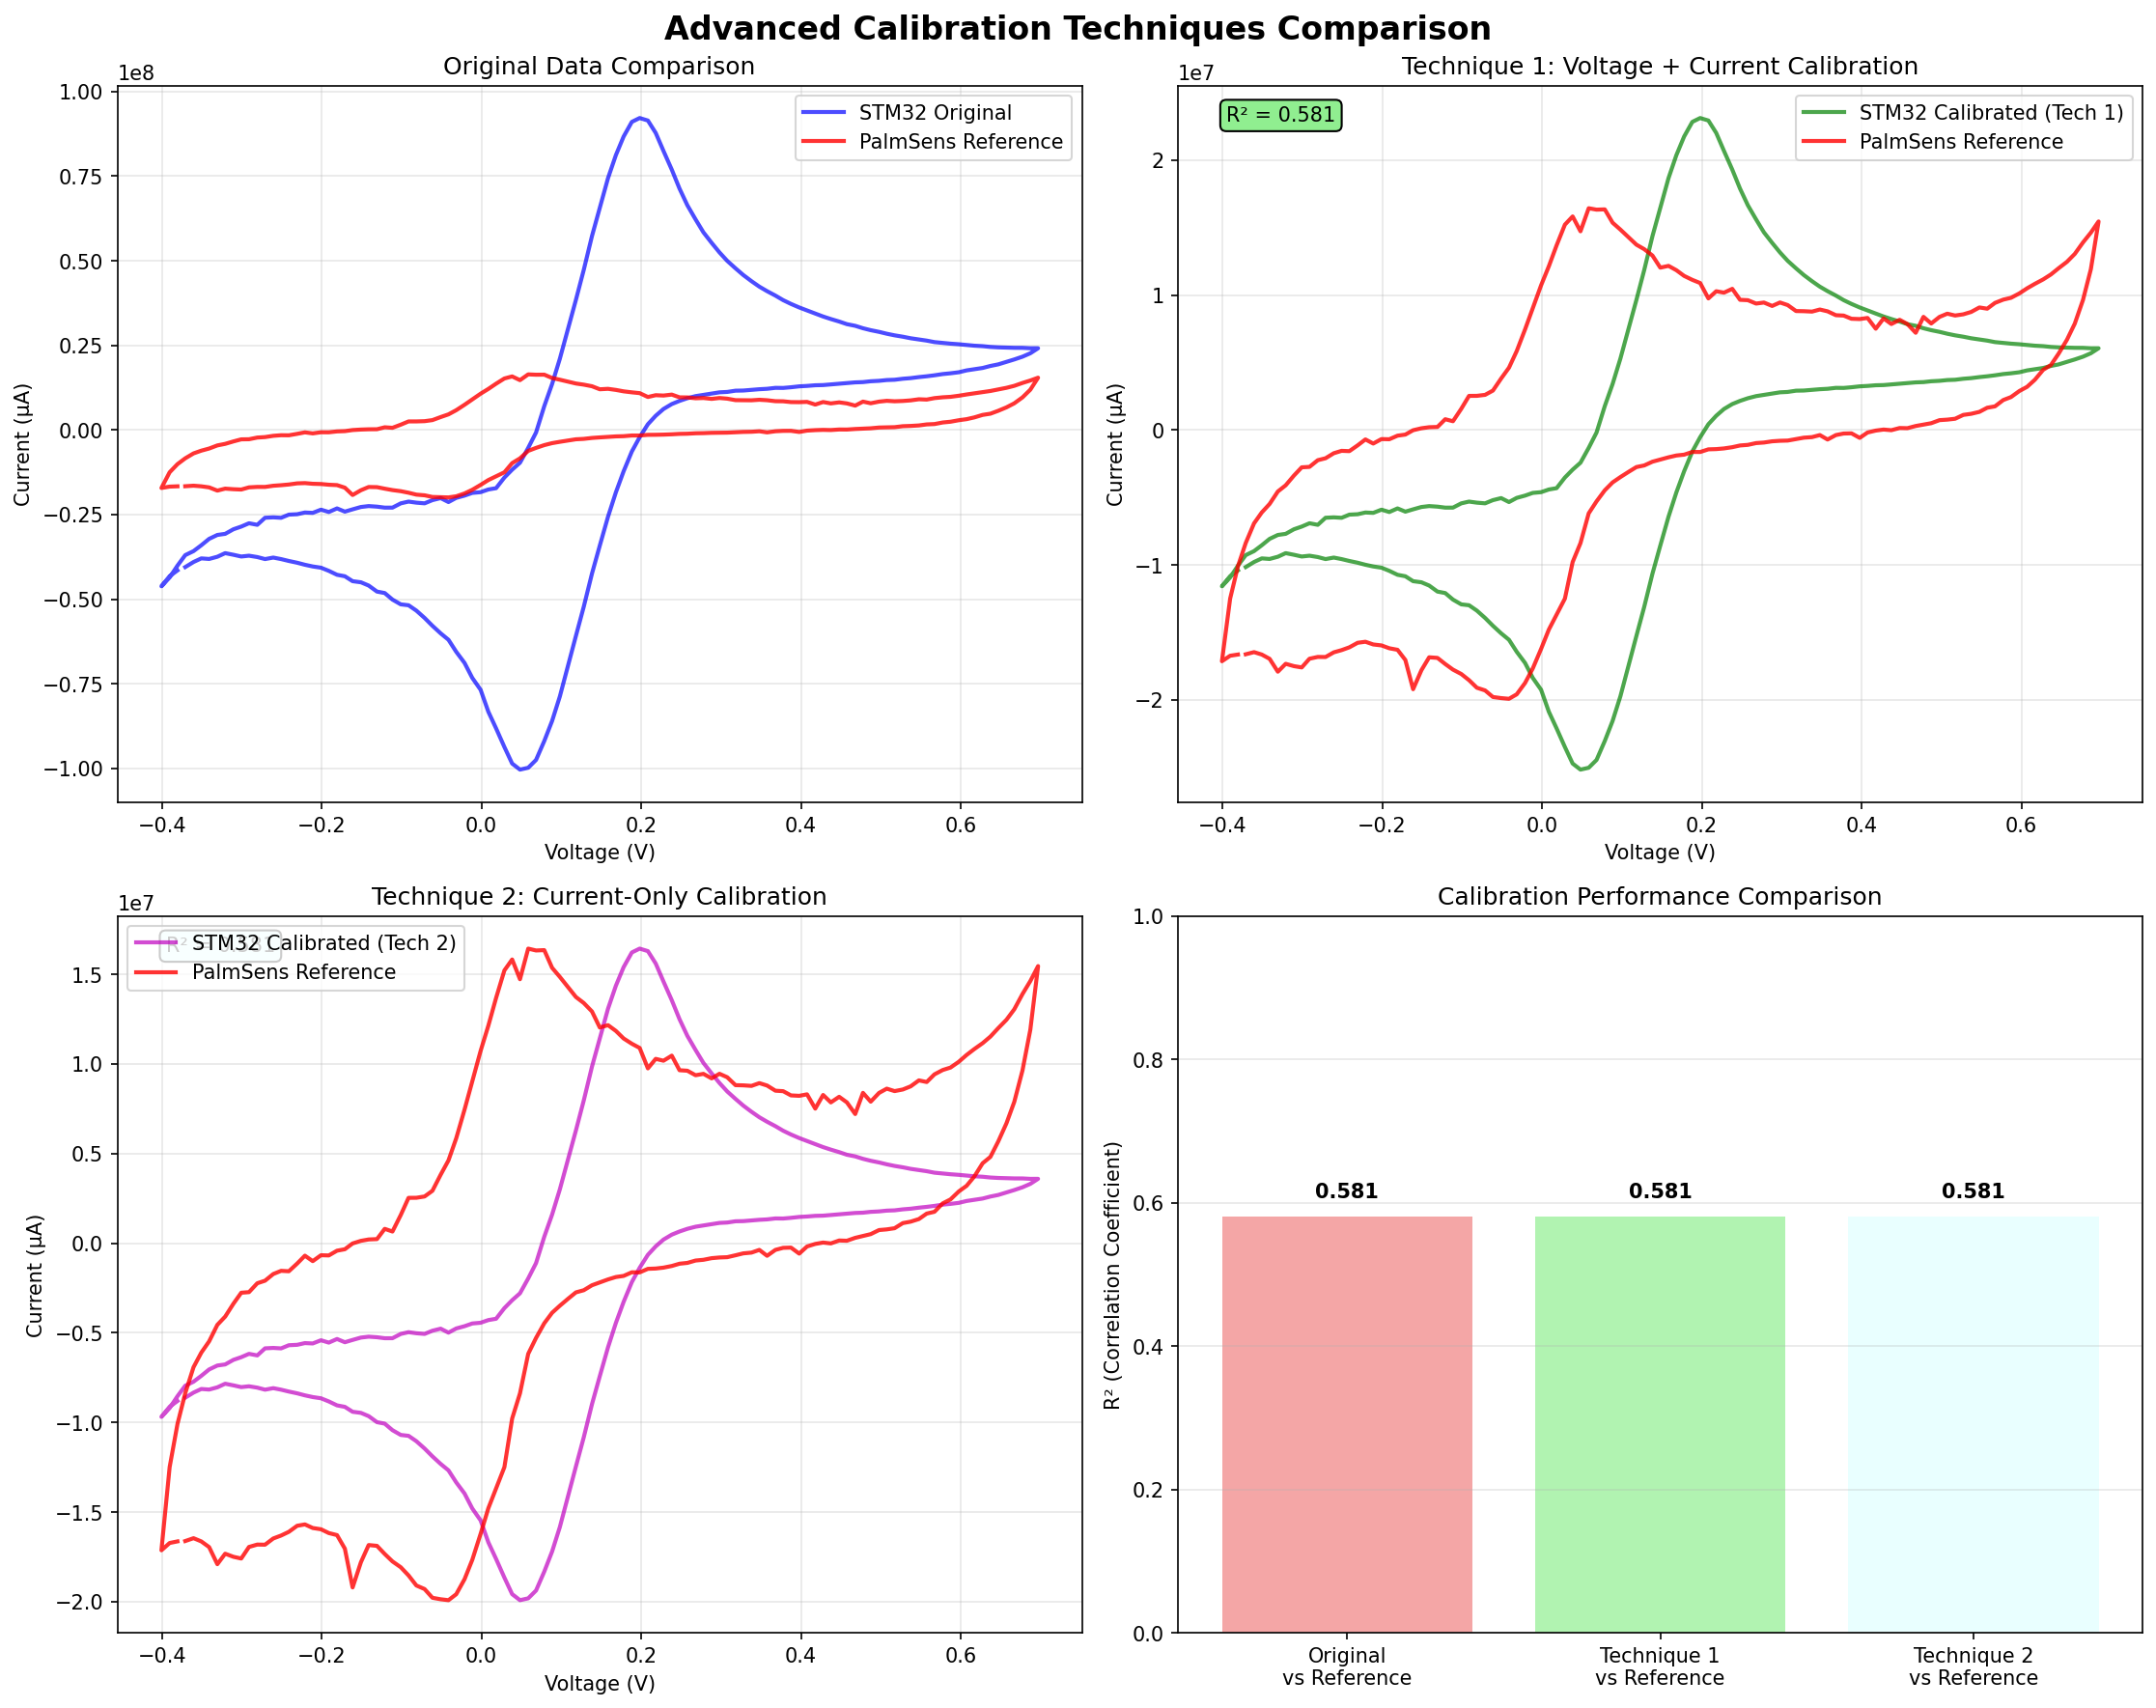 Advanced Calibration Techniques Comparison
Original Data Comparison
1e8
1.00
0.75
0.50
0.25
0.00
−0.25
−0.50
−0.75
−1.00
Current (μA)
STM32 Original
PalmSens Reference
−0.4
−0.2
0.0
0.2
0.4
0.6
Voltage (V)
Technique 1: Voltage + Current Calibration
1e7
2
1
0
−1
−2
Current (μA)
R² = 0.581
STM32 Calibrated (Tech 1)
PalmSens Reference
−0.4
−0.2
0.0
0.2
0.4
0.6
Voltage (V)
Technique 2: Current-Only Calibration
1e7
1.5
1.0
0.5
0.0
−0.5
−1.0
−1.5
−2.0
Current (μA)
STM32 Calibrated (Tech 2)
PalmSens Reference
−0.4
−0.2
0.0
0.2
0.4
0.6
Voltage (V)
Calibration Performance Comparison
1.0
0.8
0.6
0.4
0.2
0.0
R² (Correlation Coefficient)
0.581
0.581
0.581
Original
vs Reference
Technique 1
vs Reference
Technique 2
vs Reference